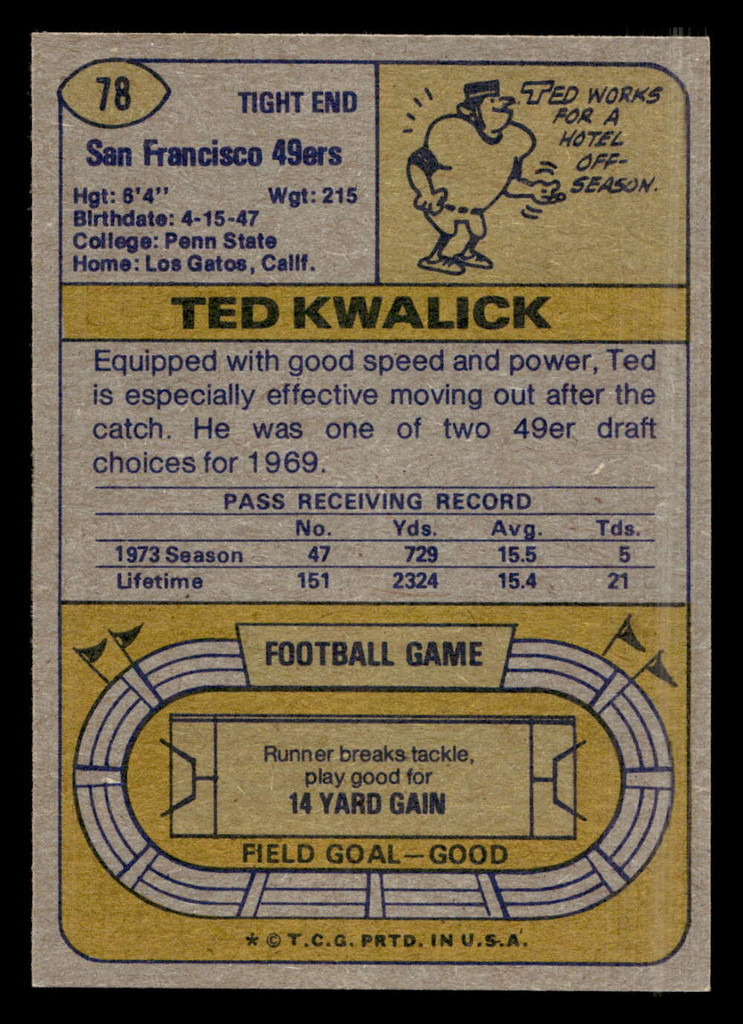 78
TIGHT END
San Francisco 49ers
Hgt: 6'4" Wgt: 215
Birthdate: 4-15-47
College: Penn State
Home: Los Gatos, Calif.
TED WORKS
FOR A
HOTEL
OFF-
SEASON.
TED KWALICK
Equipped with good speed and power, Ted
is especially effective moving out after the
catch. He was one of two 49er draft
choices for 1969.
PASS RECEIVING RECORD
No. Yds. Avg. Tds.
1973 Season 47 729 15.5 5
Lifetime 151 2324 15.4 21
FOOTBALL GAME
Runner breaks tackle,
play good for
14 YARD GAIN
FIELD GOAL—GOOD
* © T.C.G. PRTD. IN U.S.A.